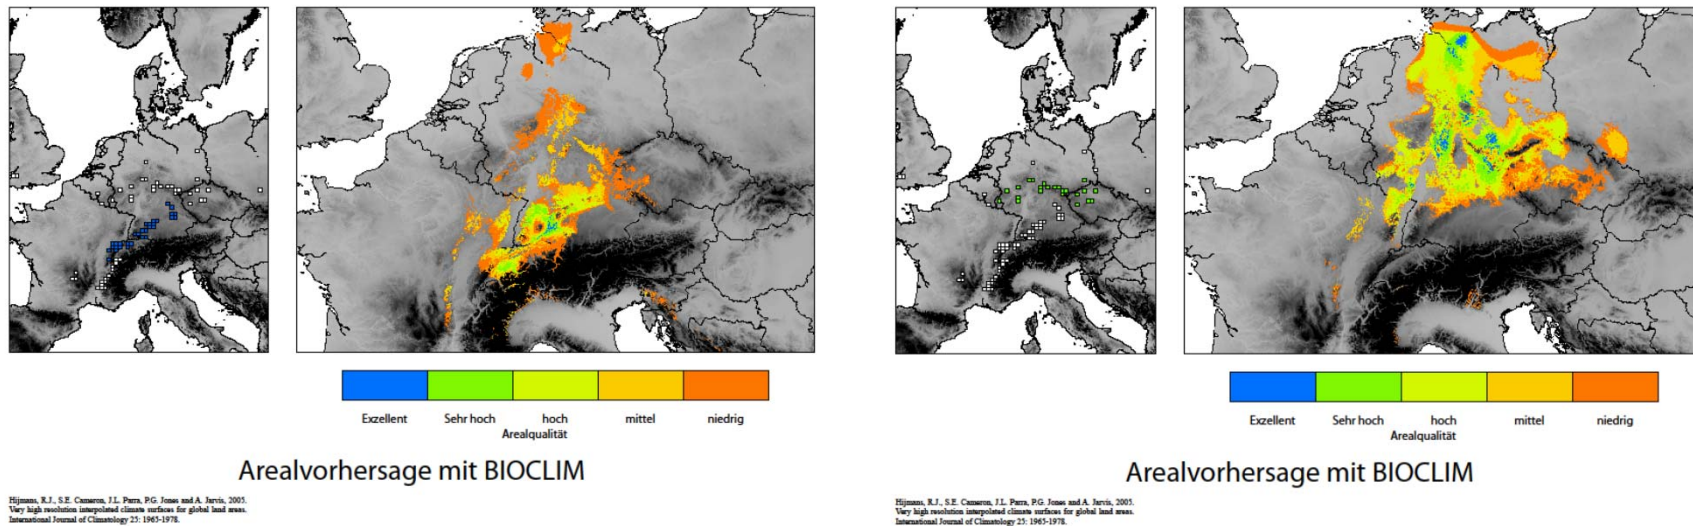 Exzellent Sehr hoch hoch mittel niedrig
Arealqualität
Arealvorhersage mit BIOCLIM
Hijmans, R.J., S.E. Cameron, J.L. Parra, P.G. Jones and A. Jarvis, 2005.
Very high resolution interpolated climate surfaces for global land areas.
International Journal of Climatology 25: 1965-1978.
Exzellent Sehr hoch hoch mittel niedrig
Arealqualität
Arealvorhersage mit BIOCLIM
Hijmans, R.J., S.E. Cameron, J.L. Parra, P.G. Jones and A. Jarvis, 2005.
Very high resolution interpolated climate surfaces for global land areas.
International Journal of Climatology 25: 1965-1978.